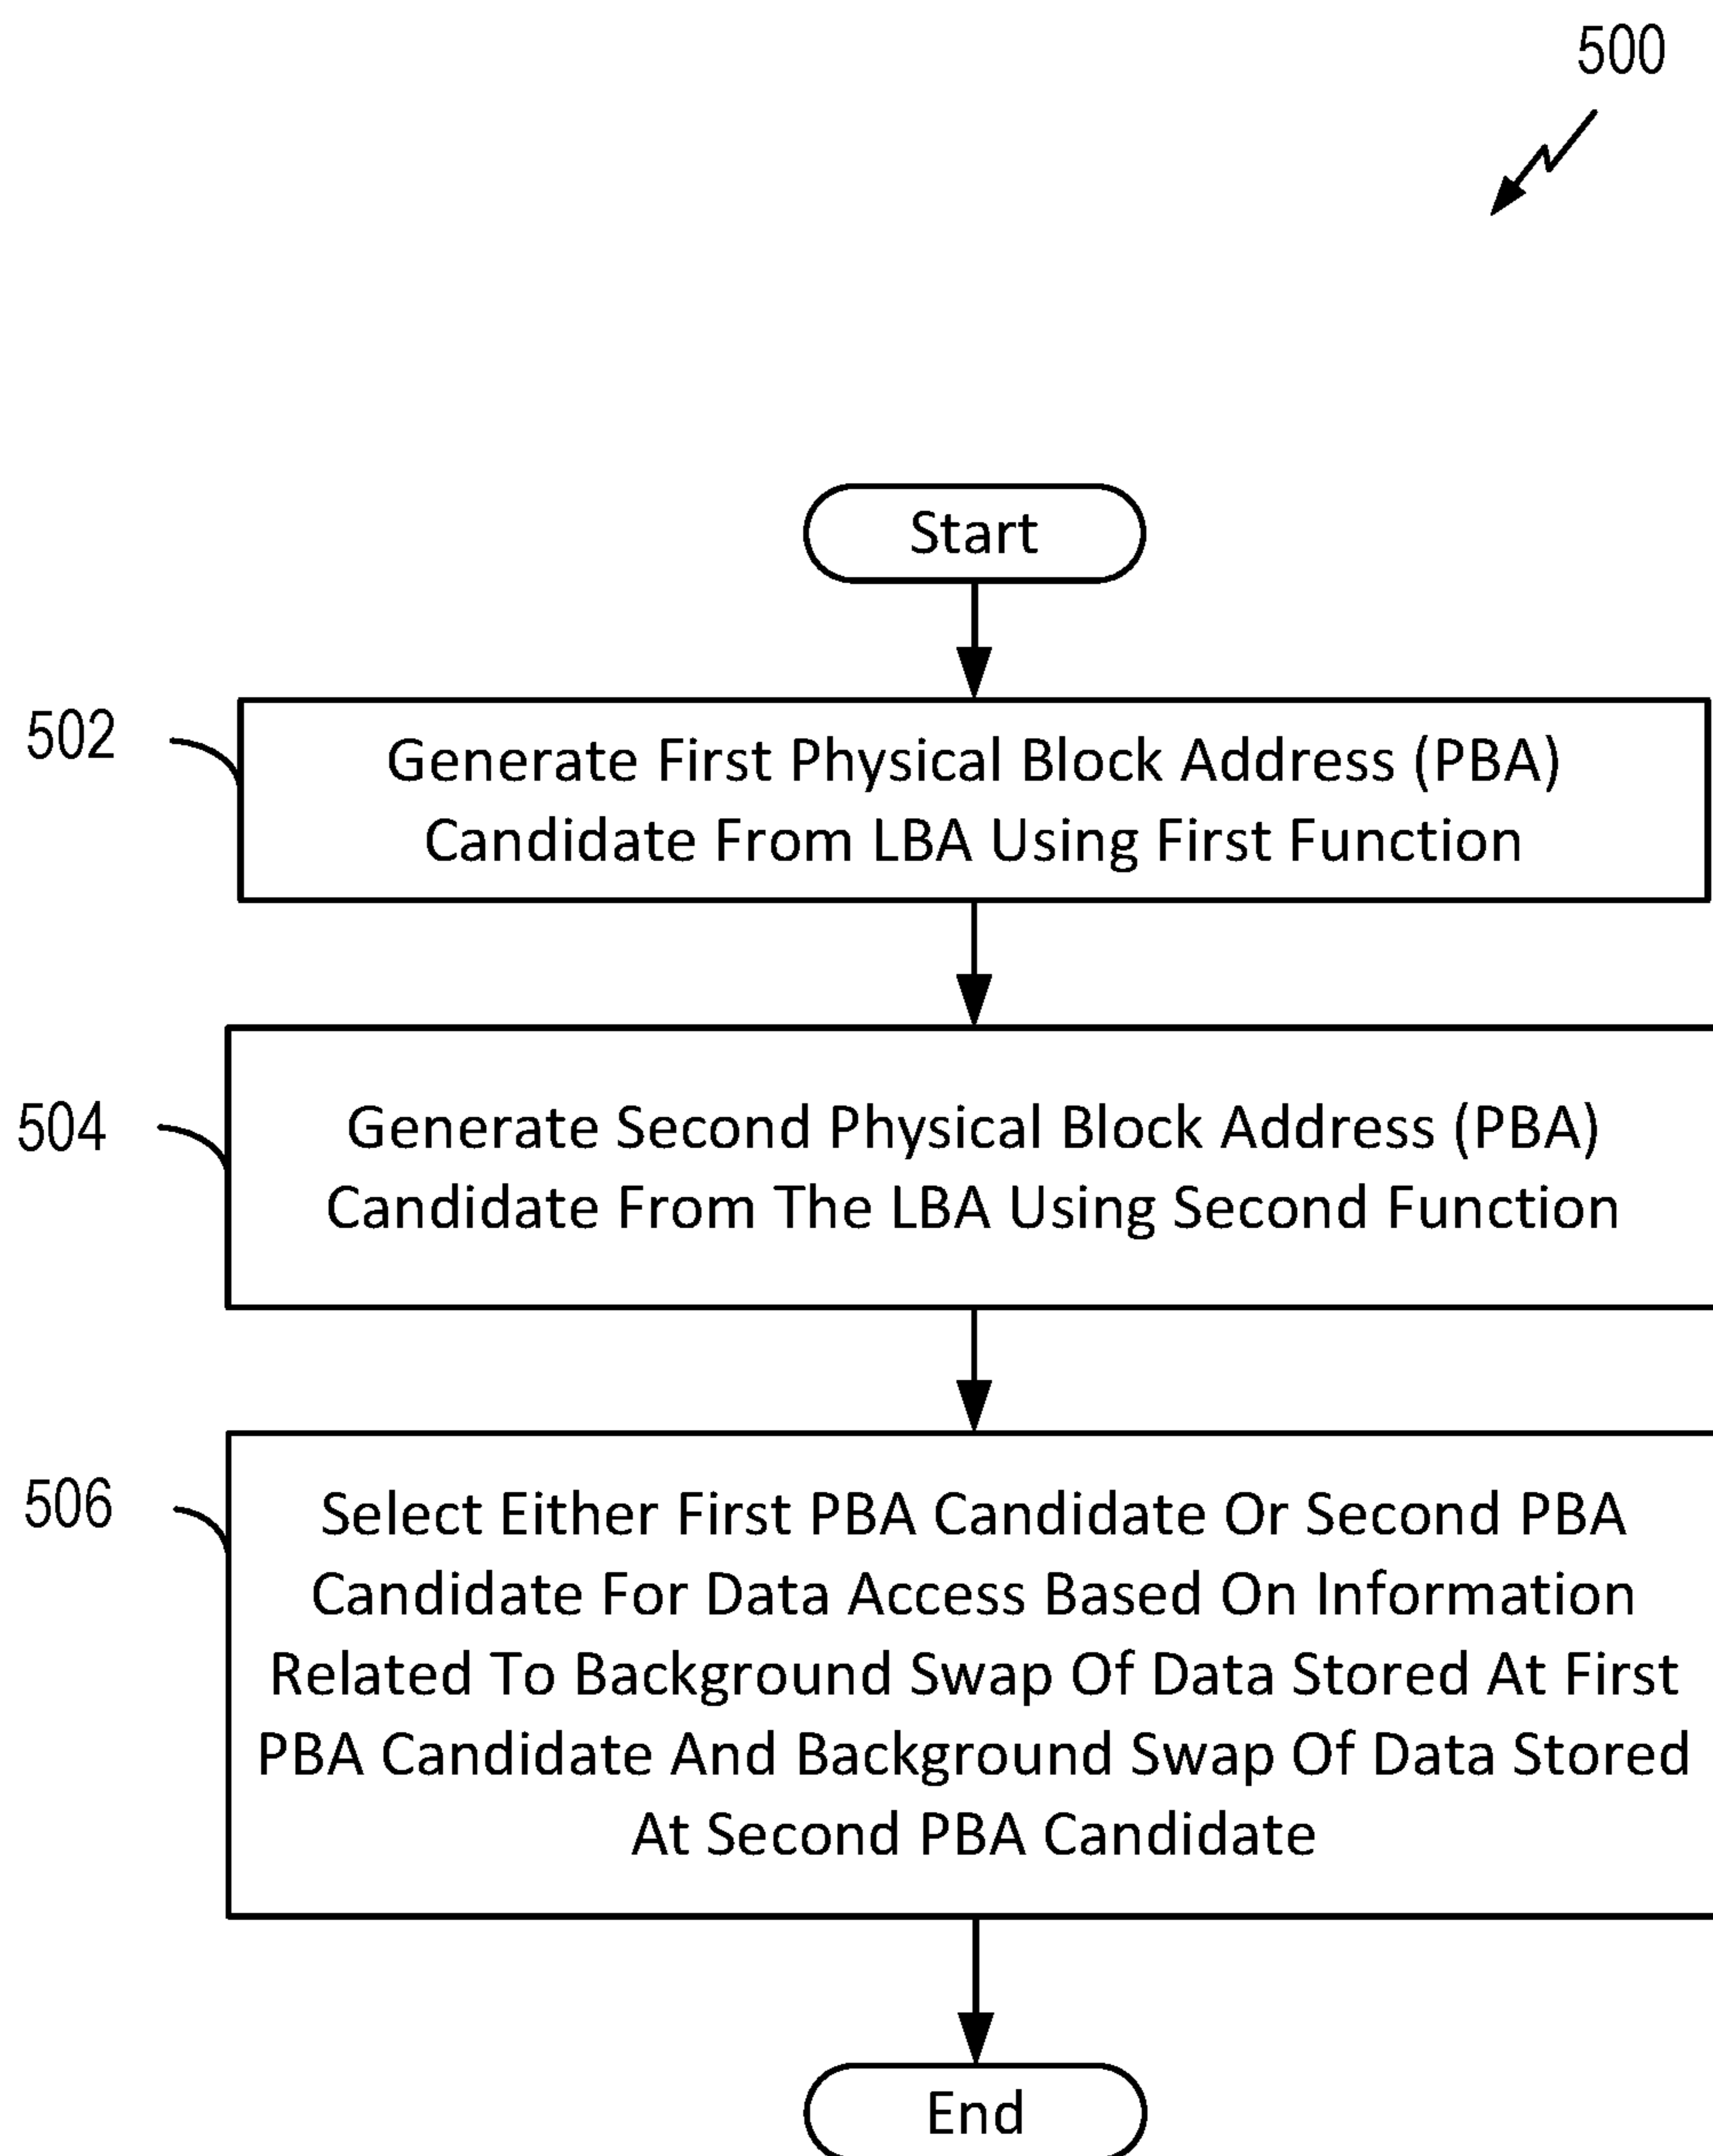 500
Start
502
Generate First Physical Block Address (PBA)
Candidate From LBA Using First Function
504
Generate Second Physical Block Address (PBA)
Candidate From The LBA Using Second Function
506
Select Either First PBA Candidate Or Second PBA
Candidate For Data Access Based On Information
Related To Background Swap Of Data Stored At First
PBA Candidate And Background Swap Of Data Stored
At Second PBA Candidate
End